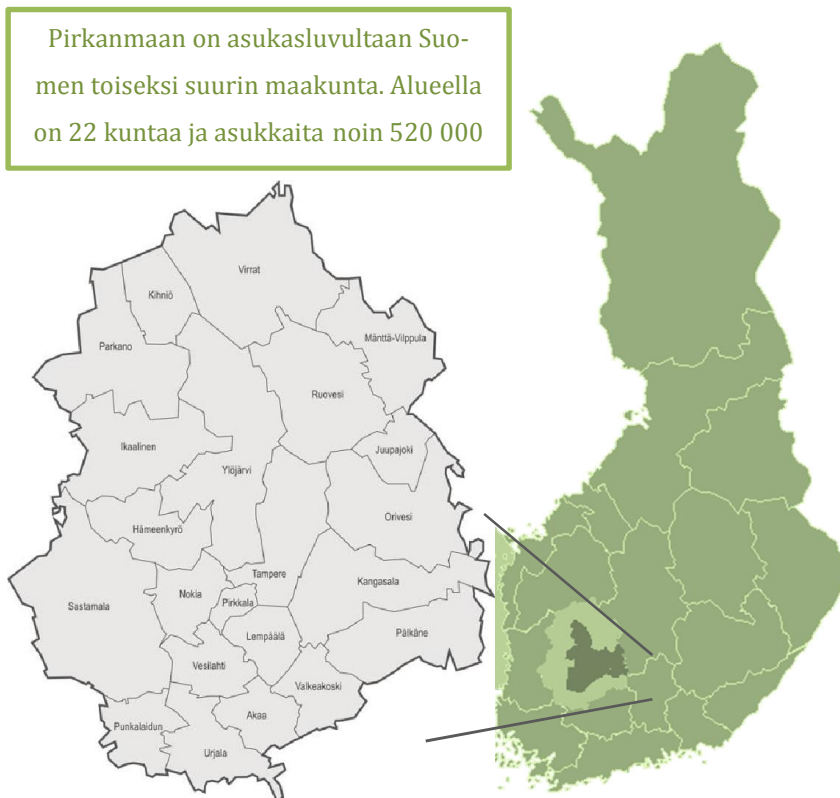 Pirkanmaan on asukasluvultaan Suo-
men toiseksi suurin maakunta. Alueella
on 22 kuntaa ja asukkaita noin 520 000
Virrat
Kihniö
Mänttä-Vilppula
Parkano
Ruovesi
Ikaalinen
Juupajoki
Ylöjärvi
Orivesi
Hämeenkyrö
Tampere
Kangasala
Nokia
Pirkkala
Sastamala
Lempäälä
Pälkäne
Vesilahti
Valkeakoski
Akaa
Punkalaidun
Urjala